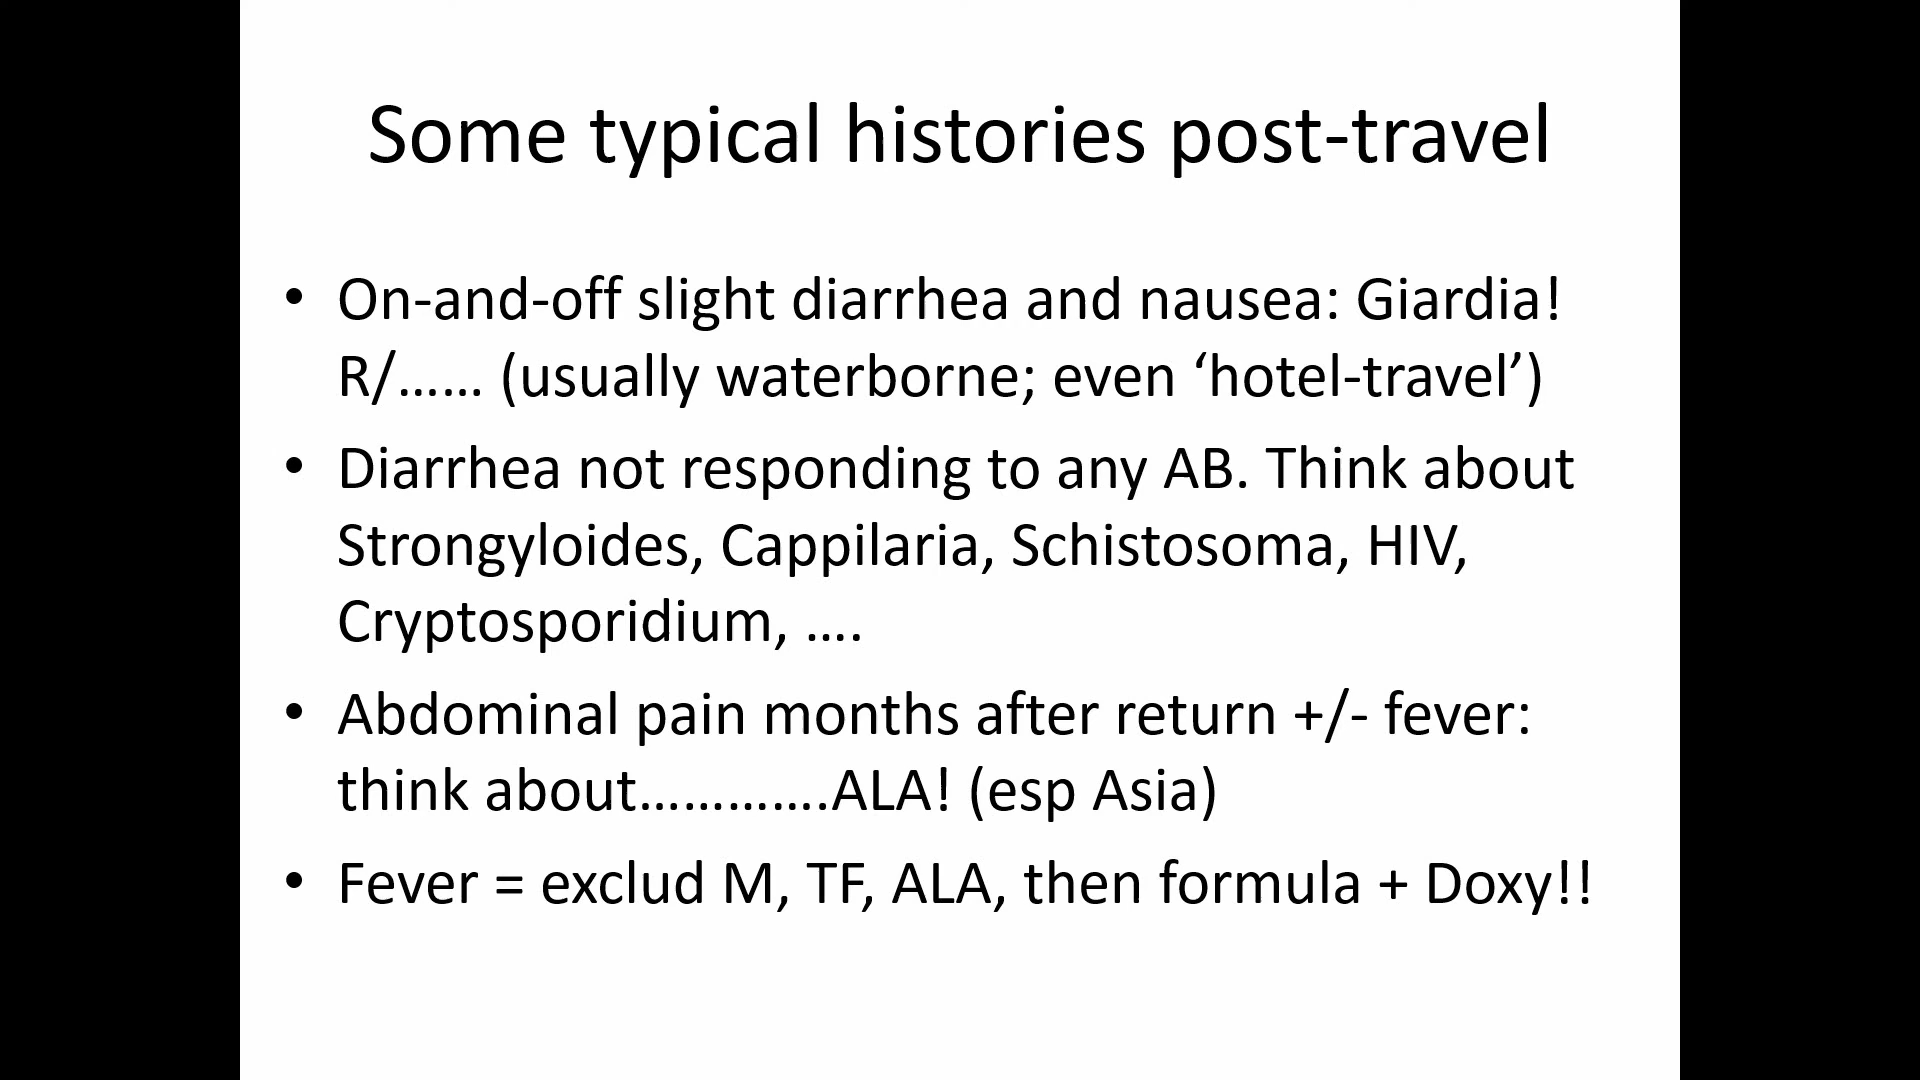 Some typical histories post-travel
• On-and-off slight diarrhea and nausea: Giardia!
R/…… (usually waterborne; even ‘hotel-travel’)
• Diarrhea not responding to any AB. Think about
Strongyloides, Cappilaria, Schistosoma, HIV,
Cryptosporidium, ….
• Abdominal pain months after return +/- fever:
think about………….ALA! (esp Asia)
• Fever = exclud M, TF, ALA, then formula + Doxy!!